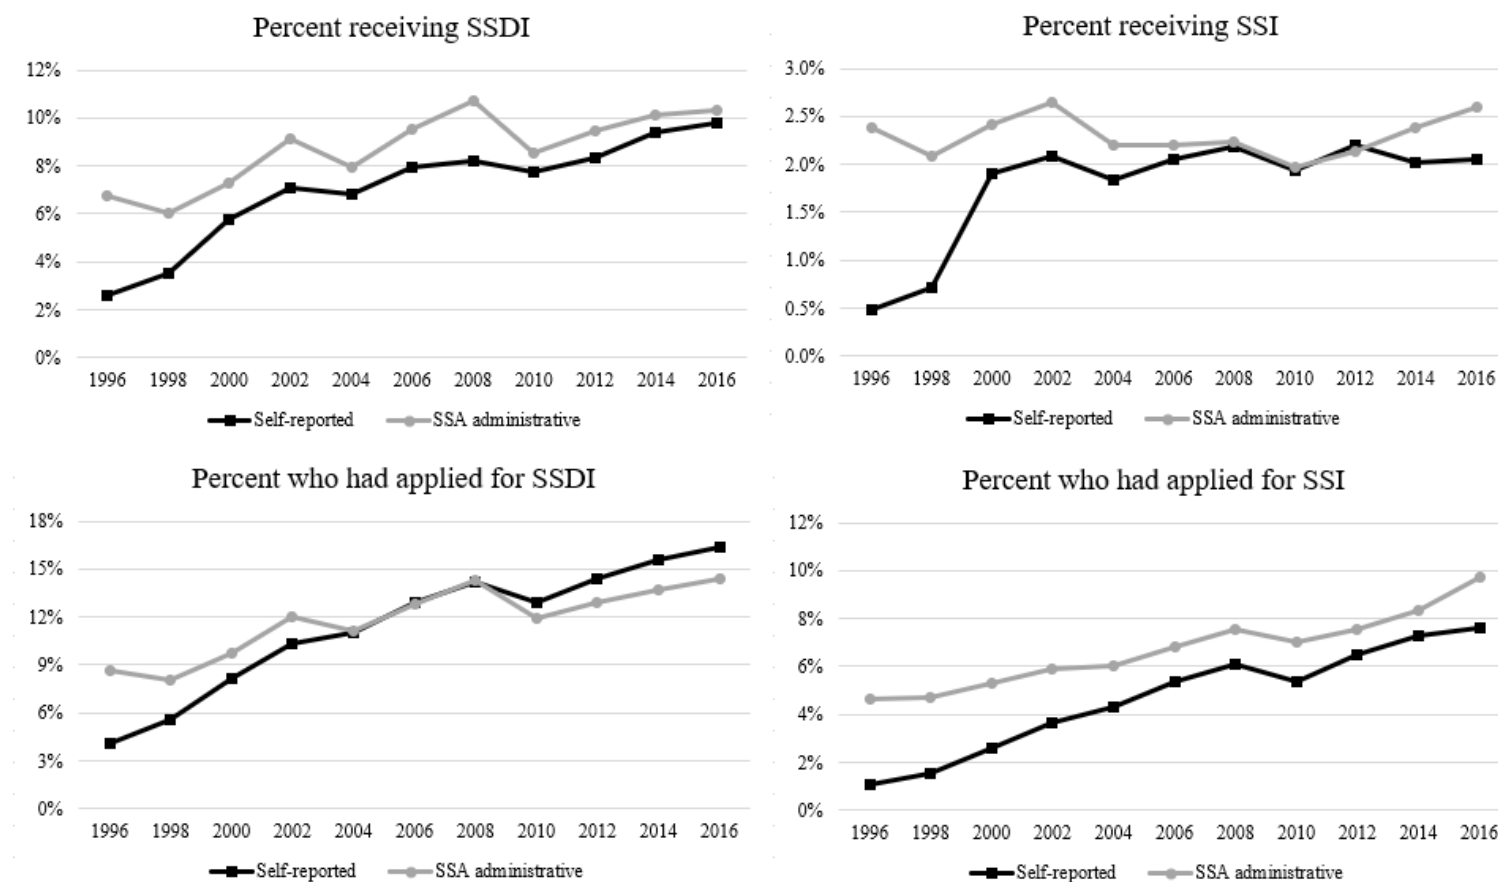 Percent receiving SSDI
12%
10%
8%
6%
4%
2%
0%
1996 1998 2000 2002 2004 2006 2008 2010 2012 2014 2016
Self-reported SSA administrative
Percent receiving SSI
3.0%
2.5%
2.0%
1.5%
1.0%
0.5%
0.0%
1996 1998 2000 2002 2004 2006 2008 2010 2012 2014 2016
Self-reported SSA administrative
Percent who had applied for SSDI
18%
15%
12%
9%
6%
3%
0%
1996 1998 2000 2002 2004 2006 2008 2010 2012 2014 2016
Self-reported SSA administrative
Percent who had applied for SSI
12%
10%
8%
6%
4%
2%
0%
1996 1998 2000 2002 2004 2006 2008 2010 2012 2014 2016
Self-reported SSA administrative